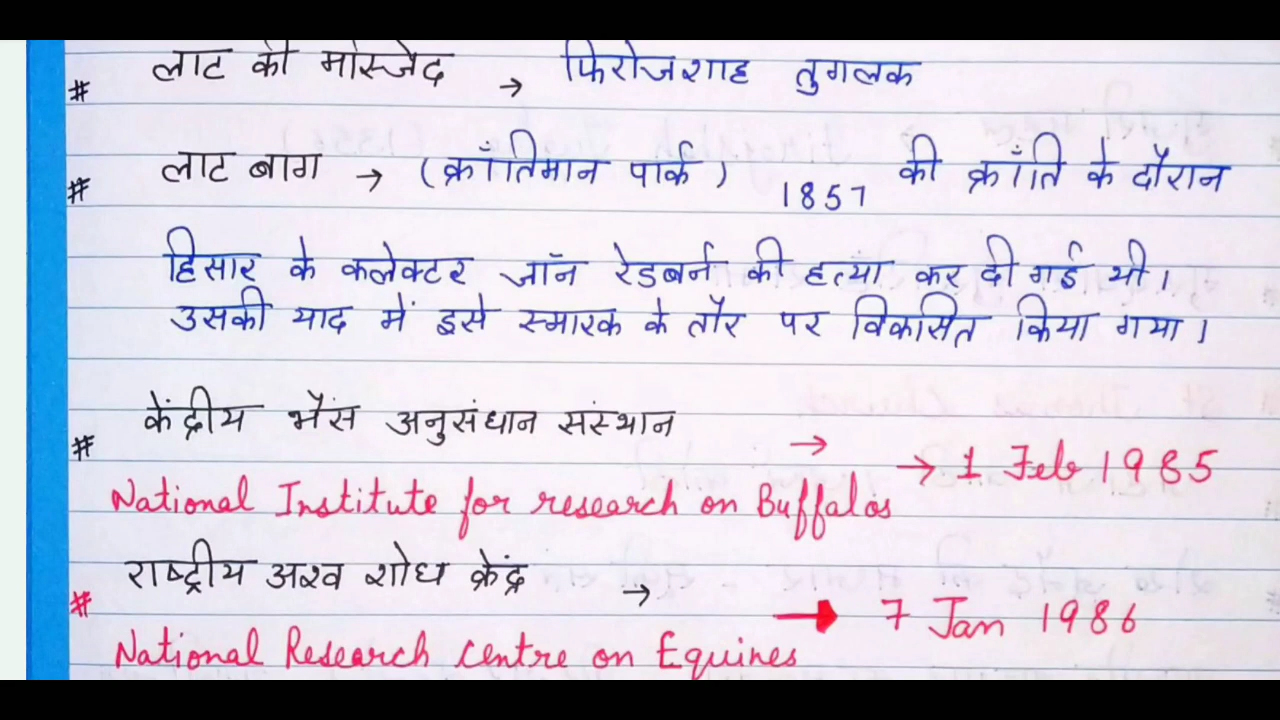 # लाट की मस्जिद → फिरोजशाह तुगलक
# लाट बाग → (क्राँतिमान पार्क) 1857 की क्राँति के दौरान
हिसार के कलेक्टर जॉन रेडबर्न की हत्या कर दी गई थी।
उसकी याद में इसे स्मारक के तौर पर विकसित किया गया।
# केंद्रीय भैंस अनुसंधान संस्थान →
National Institute for research on Buffalos → 1 Feb 1985
# राष्ट्रीय अश्व शोध क्रेंद्र →
National Research centre on Equines → 7 Jan 1986